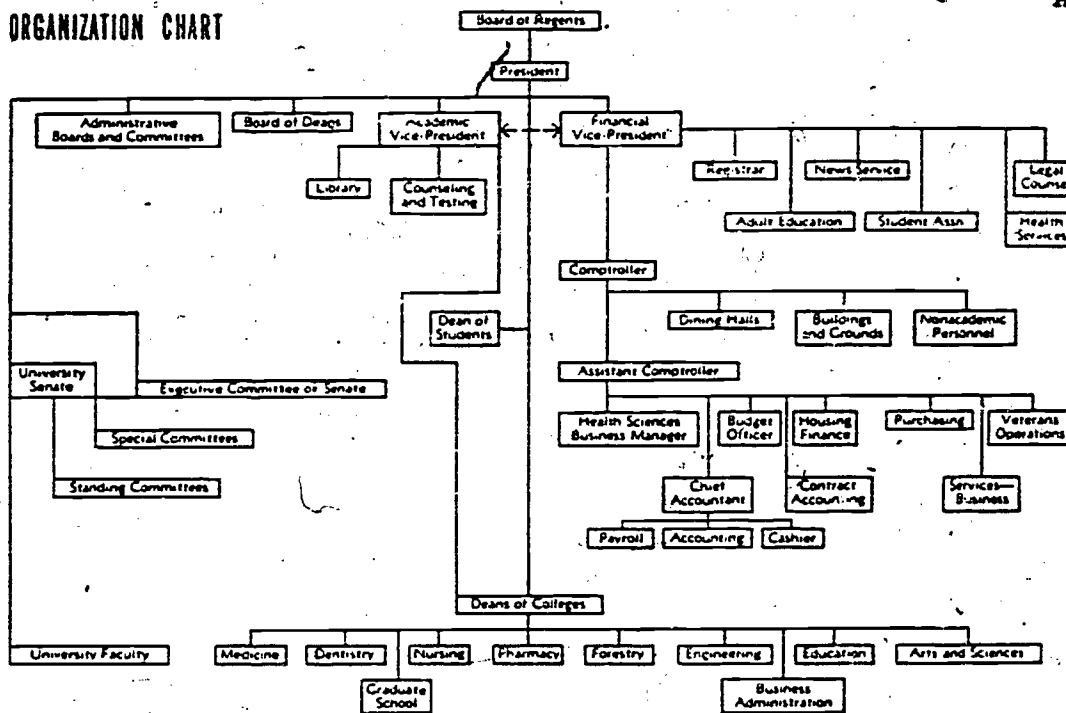 ORGANIZATION CHART
Board of Regents
President
Administrative
Boards and Committees
Board of Deans
Academic
Vice-President
Financial
Vice-President
Library
Counseling
and Testing
Registrar
News Service
Legal
Adult Education
Student Assn.
Health
Services
Comptroller
Dean of
Students
Dining Halls
Buildings
and Grounds
Nonacademic
Personnel
University
Senate
Executive Committee of Senate
Assistant Comptroller
Special Committees
Health Sciences
Business Manager
Budget
Officer
Housing
Finance
Purchasing
Veterans
Operations
Standing Committees
Chief
Accountant
Contract
Accounting
Services—
Business
Payroll
Accounting
Cashier
Deans of Colleges
University Faculty
Medicine
Dentistry
Nursing
Pharmacy
Forestry
Engineering
Education
Arts and Sciences
Graduate
School
Business
Administration